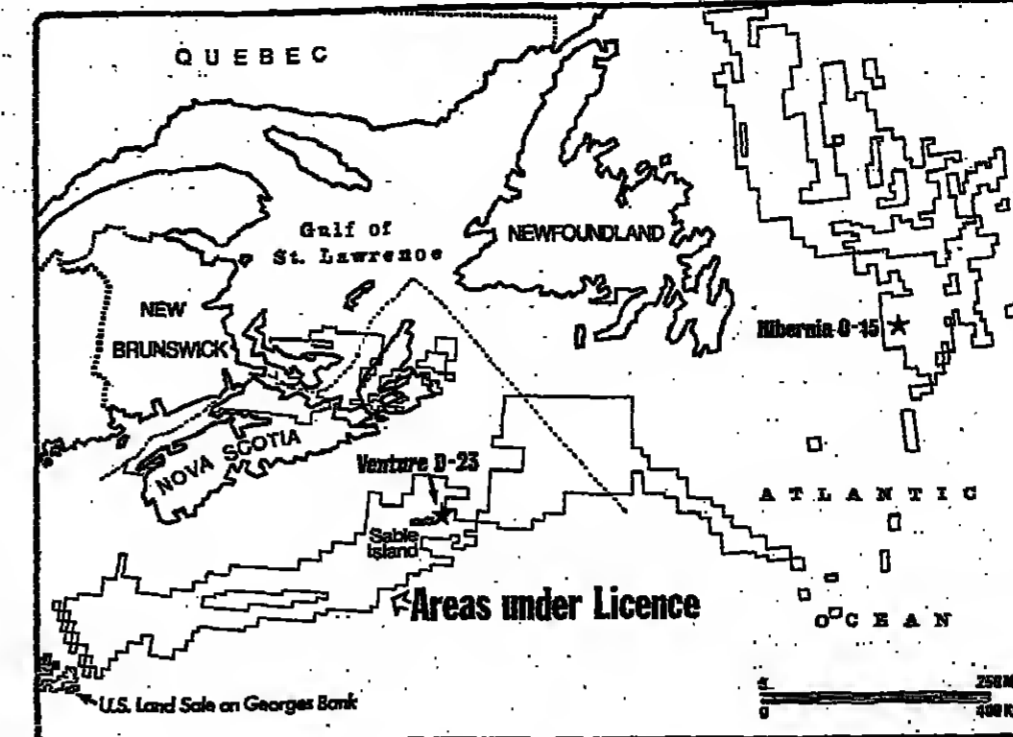 QUEBEC
Gulf of
St. Lawrence
NEWFOUNDLAND
NEW
BRUNSWICK
Hibernia O-15
NOVA SCOTIA
Venture D-23
ATLANTIC
Sable
Island
Areas under Licence
OCEAN
U.S. Land Sale on Georges Bank
0